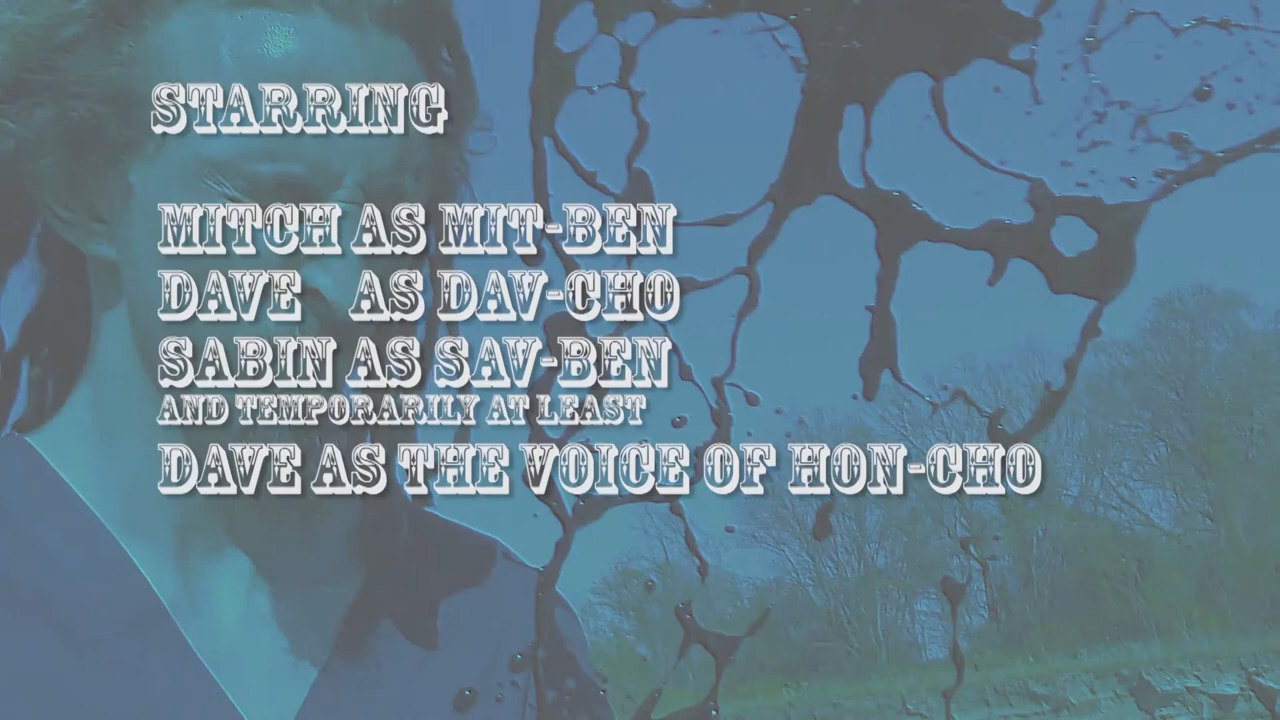 STARRING
MITCH AS MIT-BEN
DAVE AS DAV-CHO
SABIN AS SAV-BEN
AND TEMPORARILY AT LEAST
DAVE AS THE VOICE OF HON-CHO